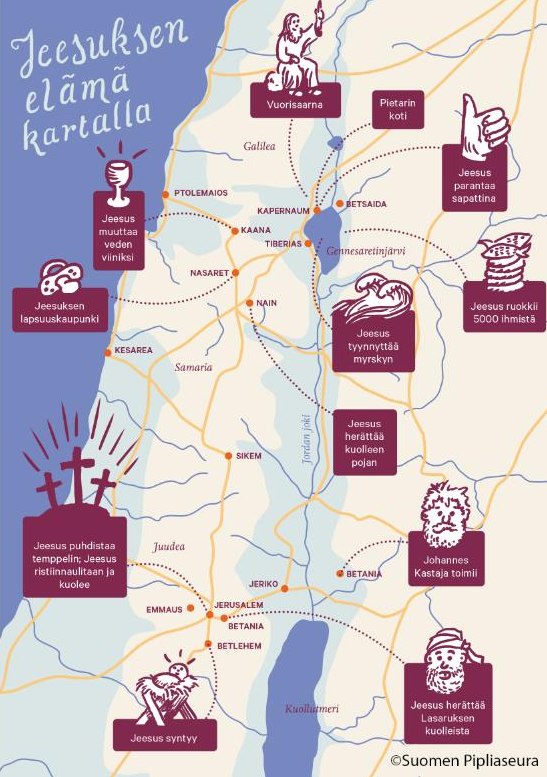 Jeesuksen
elämä
kartalla
Vuorisaarna
Pietarin
koti
Galilea
Jeesus
parantaa
sapattina
PTOLEMAIOS
KAPERNAUM
BETSAIDA
Jeesus
muuttaa
veden
viiniksi
KAANA
TIBERIAS
Gennesaretinjärvi
NASARET
Jeesuksen
lapsuuskaupunki
NAIN
Jeesus ruokkii
5000 ihmistä
Jeesus
tyynnyttää
myrskyn
KESAREA
Samaria
Jordan joki
Jeesus
herättää
kuolleen
pojan
SIKEM
Jeesus puhdistaa
temppelin; Jeesus
ristiinnaulitaan ja
kuolee
Juudea
Johannes
Kastaja toimii
BETANIA
JERIKO
EMMAUS
JERUSALEM
BETANIA
BETLEHEM
Kuollutmeri
Jeesus herättää
Lasaruksen
kuolleista
Jeesus syntyy
©Suomen Pipliaseura